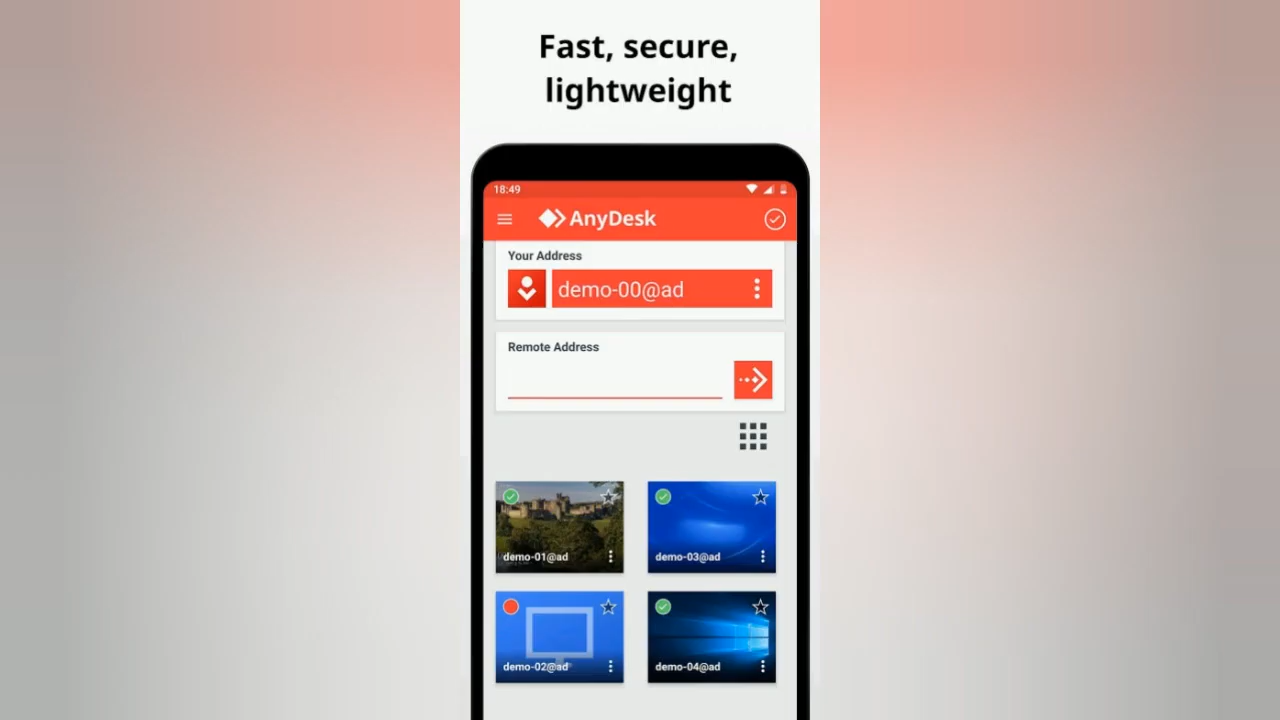 Fast, secure,
lightweight
18:49
AnyDesk
Your Address
demo-00@ad
Remote Address
demo-01@ad
demo-03@ad
demo-02@ad
demo-04@ad